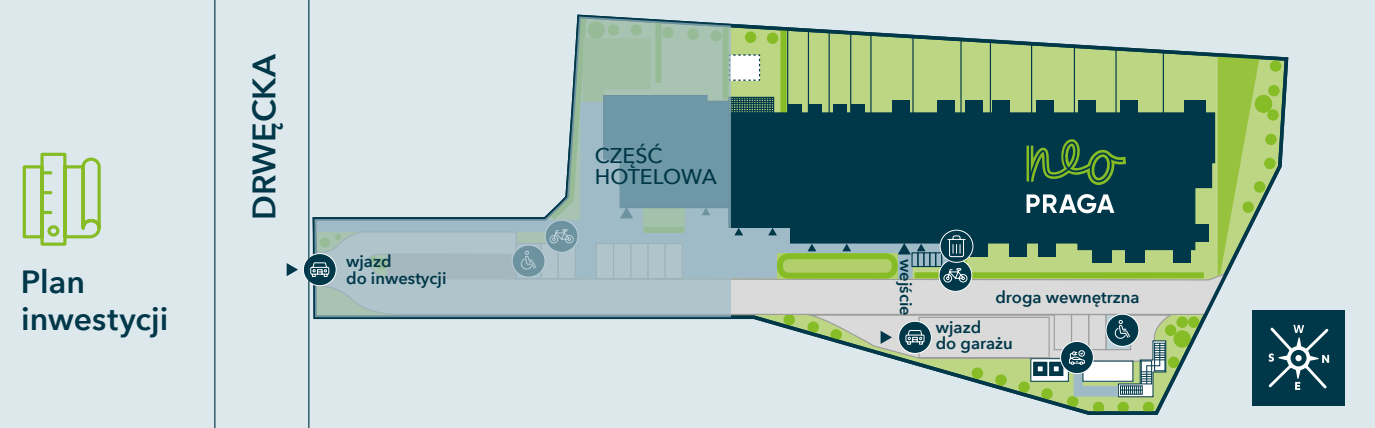 Plan
inwestycji
DRWĘCKA
wjazd
do inwestycji
CZĘŚĆ
HOTELOWA
neo
PRAGA
wejście
droga wewnętrzna
wjazd
do garażu
W
S N
E